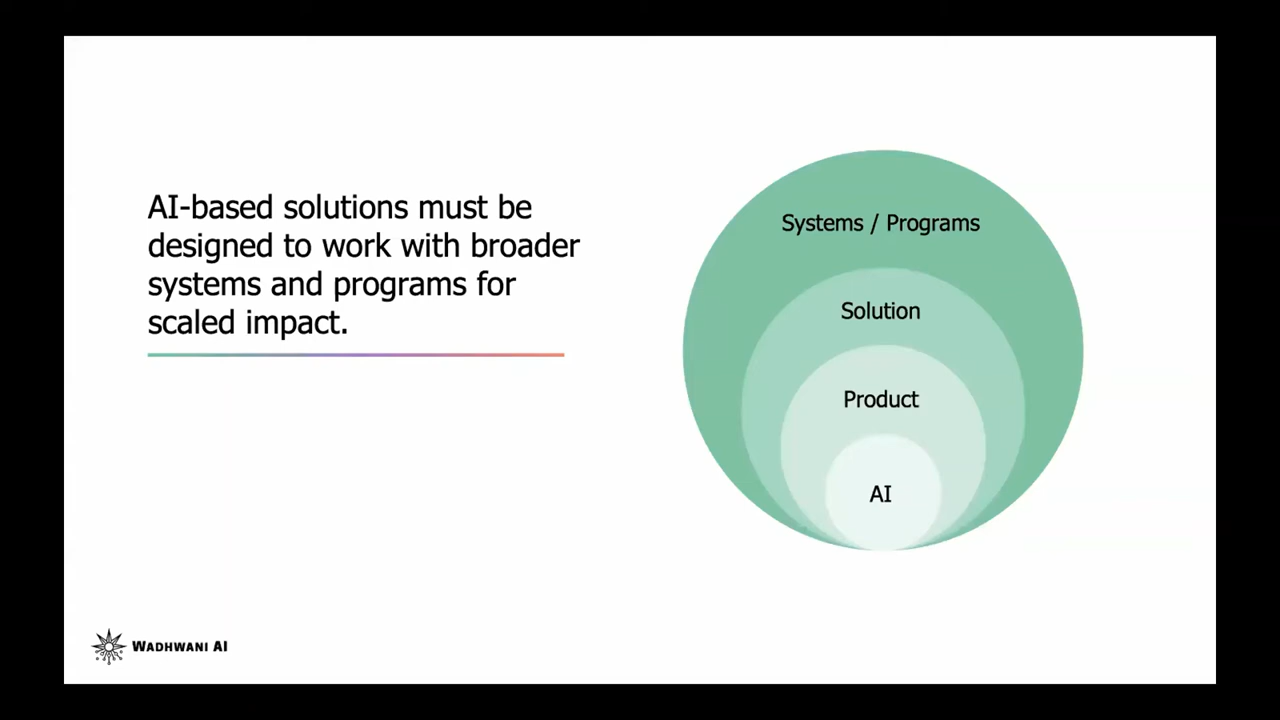 AI-based solutions must be
designed to work with broader
systems and programs for
scaled impact.
Systems / Programs
Solution
Product
AI
WADHWANI AI